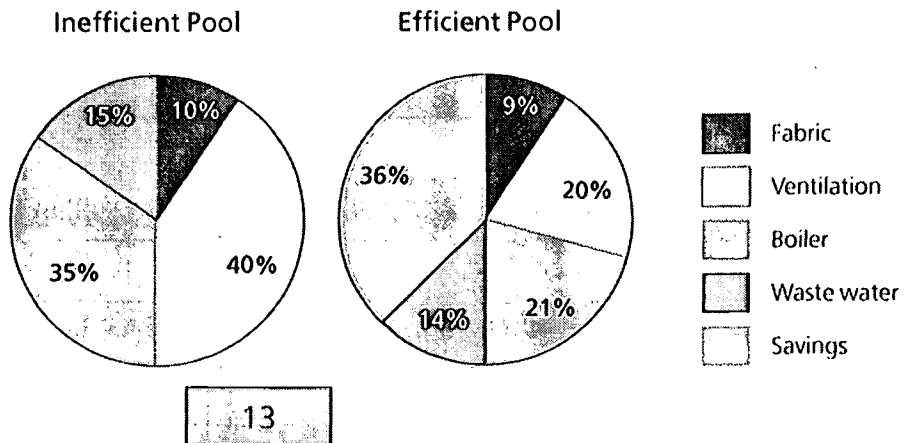 Inefficient Pool
Efficient Pool
15%
10%
35%
40%
9%
36%
20%
14%
21%
Fabric
Ventilation
Boiler
Waste water
Savings
13